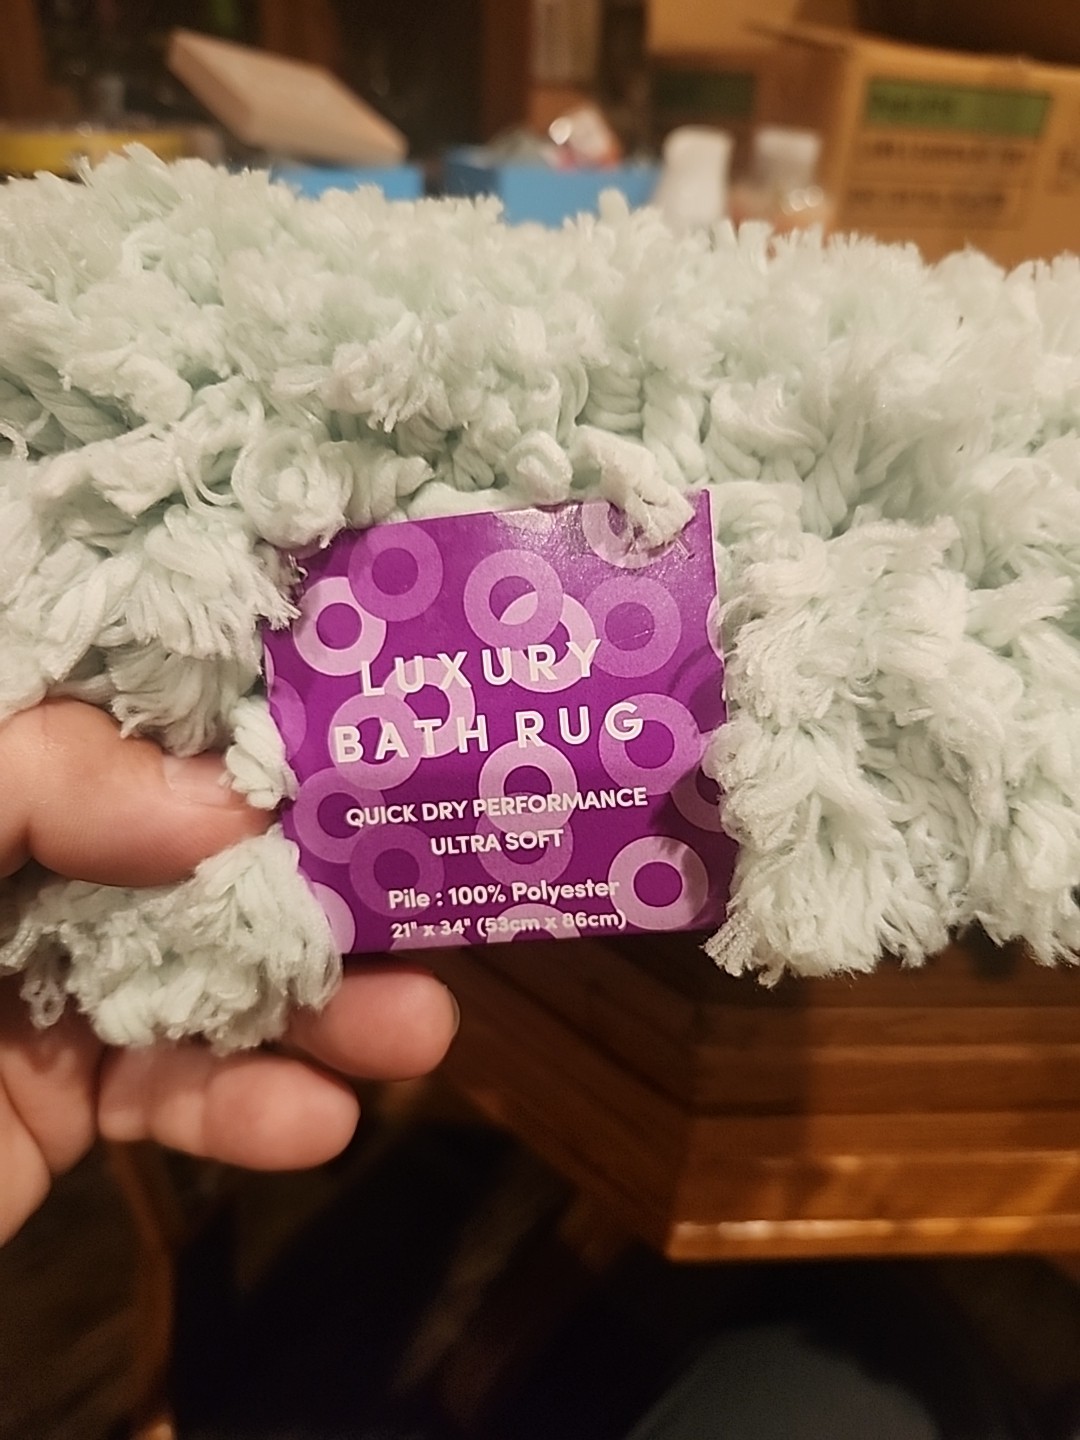 LUXURY
BATH RUG
QUICK DRY PERFORMANCE
ULTRA SOFT
Pile : 100% Polyester
21" x 34" (53cm x 86cm)